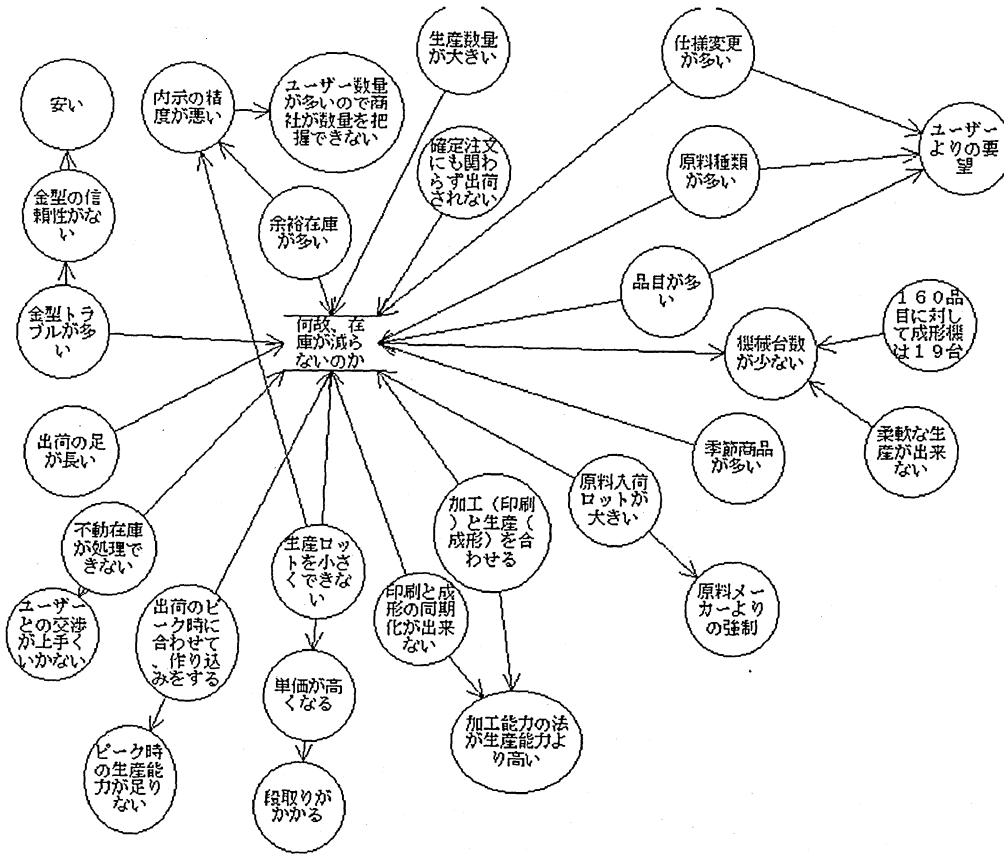 生産数量
が大きい
仕様変更
が多い
安い
内示の精
度が悪い
ユーザー数量
が多いので商
社が数量を把
握できない
確定注文
にも関わ
らず出荷
されない
原料種類
が多い
ユーザー
よりの要
望
金型の信
頼性がな
い
余裕在庫
が多い
品目が多
い
金型トラ
ブルが多
い
何故、在
庫が減ら
ないのか
機械台数
が少ない
160品
目に対し
て成形機
は19台
出荷の足
が長い
季節商品
が多い
柔軟な生
産が出来
ない
不動在庫
が処理で
きない
生産ロッ
トを小さ
くできな
い
加工(印刷
)と生産(
成形)を合
わせる
原料入荷
ロットが
大きい
ユーザー
との交渉
が上手く
いかない
出荷のピ
ーク時に
合わせて
、作り込
みをする
印刷と成
形の同期
化が出来
ない
原料メー
カーより
の強制
単価が高
くなる
加工能力の法
が生産能力よ
り高い
ピーク時
の生産能
力が足り
ない
段取りが
かかる